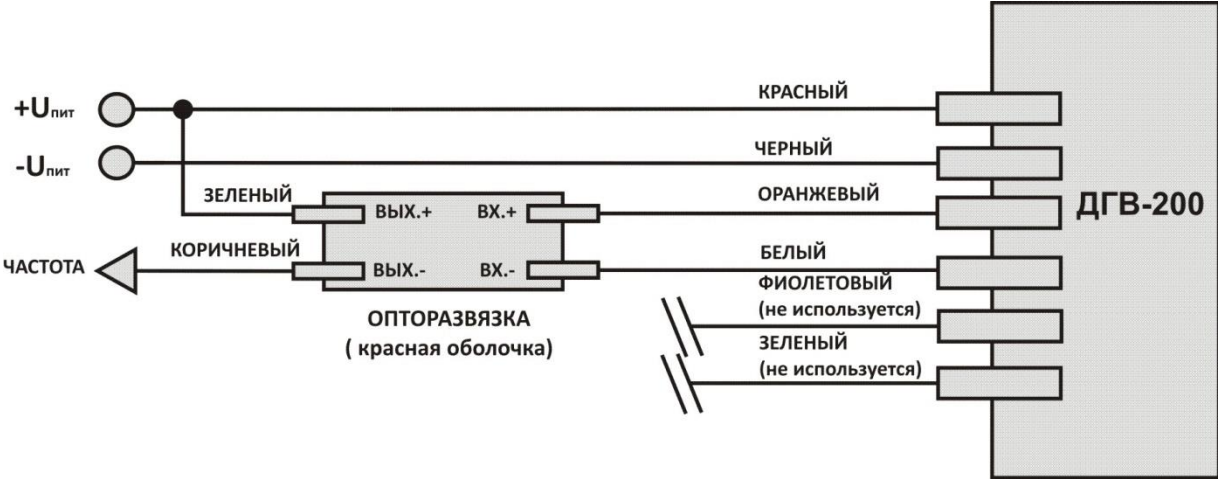 КРАСНЫЙ
+Uпит
ЧЕРНЫЙ
-Uпит
ЗЕЛЕНЫЙ
ВЫХ.+
ВХ.+
ОРАНЖЕВЫЙ
ДГВ-200
КОРИЧНЕВЫЙ
ЧАСТОТА
ВЫХ.-
ВХ.-
БЕЛЫЙ
ФИОЛЕТОВЫЙ
(не используется)
ОПТОРАЗВЯЗКА
( красная оболочка)
ЗЕЛЕНЫЙ
(не используется)